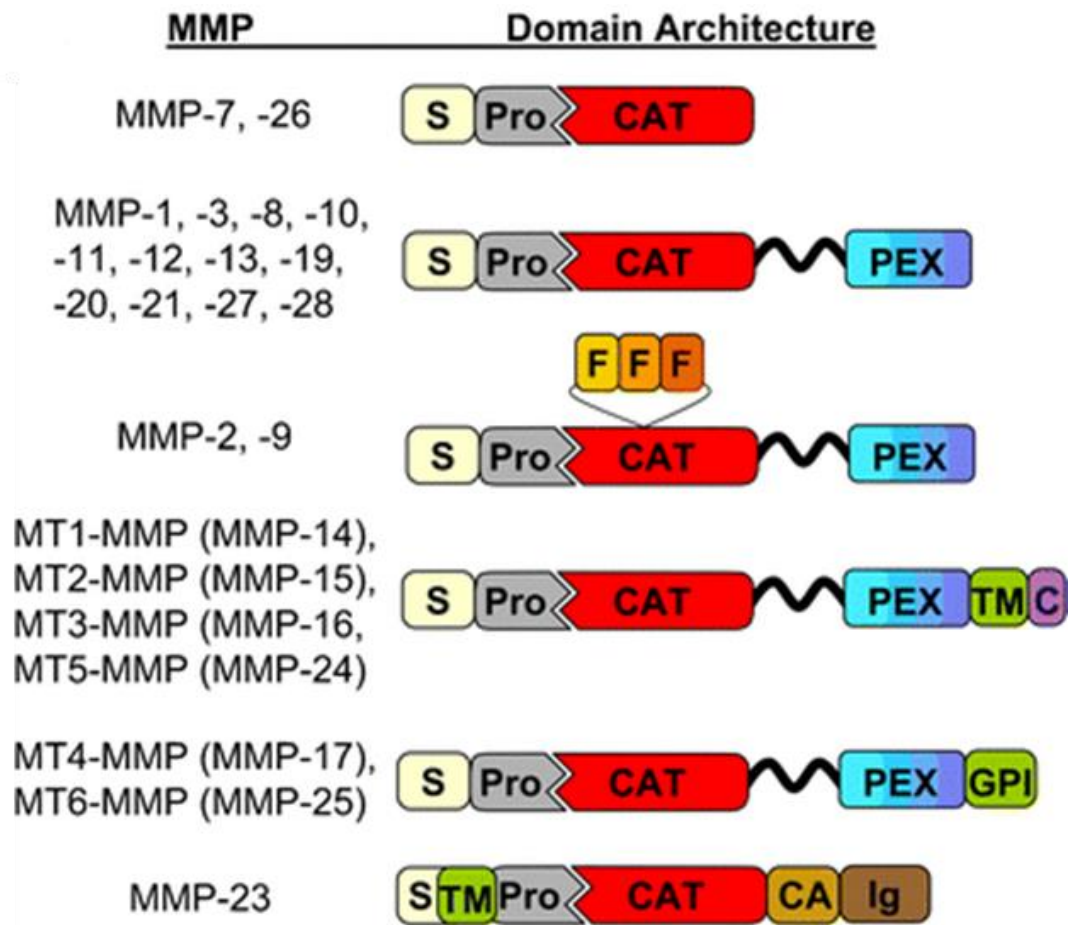 MMP Domain Architecture
MMP-7, -26
S Pro CAT
MMP-1, -3, -8, -10,
-11, -12, -13, -19,
-20, -21, -27, -28
S Pro CAT PEX
F F F
MMP-2, -9
S Pro CAT PEX
MT1-MMP (MMP-14),
MT2-MMP (MMP-15),
MT3-MMP (MMP-16,
MT5-MMP (MMP-24)
S Pro CAT PEX TM C
MT4-MMP (MMP-17),
MT6-MMP (MMP-25)
S Pro CAT PEX GPI
MMP-23
S TM Pro CAT CA Ig